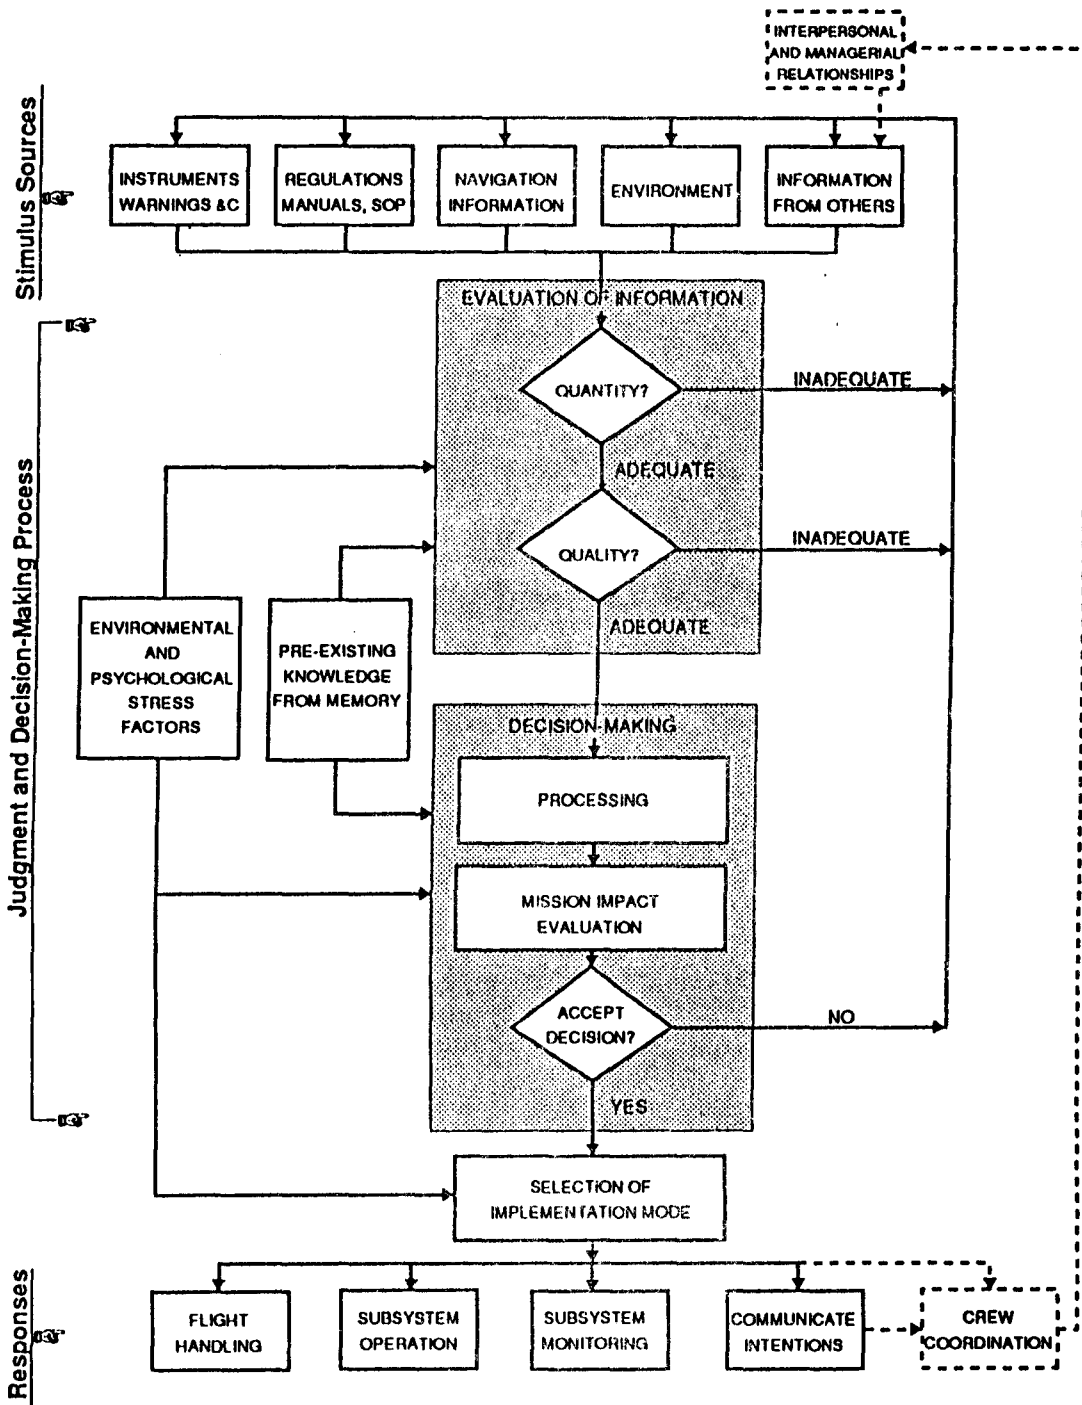 INTERPERSONAL
AND MANAGERIAL
RELATIONSHIPS
Stimulus Sources
INSTRUMENTS
WARNINGS &C
REGULATIONS
MANUALS, SOP
NAVIGATION
INFORMATION
ENVIRONMENT
INFORMATION
FROM OTHERS
Judgment and Decision-Making Process
EVALUATION OF INFORMATION
QUANTITY?
INADEQUATE
ADEQUATE
QUALITY?
INADEQUATE
ADEQUATE
ENVIRONMENTAL
AND
PSYCHOLOGICAL
STRESS
FACTORS
PRE-EXISTING
KNOWLEDGE
FROM MEMORY
DECISION-MAKING
PROCESSING
MISSION IMPACT
EVALUATION
ACCEPT
DECISION?
NO
YES
SELECTION OF
IMPLEMENTATION MODE
Responses
FLIGHT
HANDLING
SUBSYSTEM
OPERATION
SUBSYSTEM
MONITORING
COMMUNICATE
INTENTIONS
CREW
COORDINATION